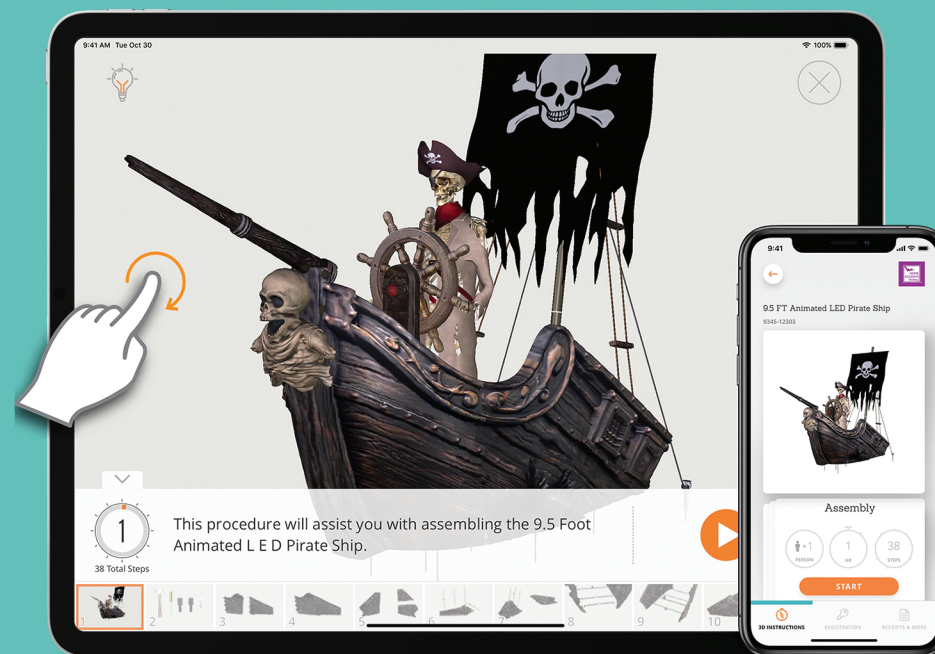 9:41 AM Tue Oct 30
100%
1
This procedure will assist you with assembling the 9.5 Foot
Animated L E D Pirate Ship.
38 Total Steps
1
2
3
4
5
6
7
8
9
10
9:41
9.5 FT Animated LED Pirate Ship
9345-12303
Assembly
×1
1
38
PERSON
HR
STEPS
START
3D INSTRUCTIONS
REGISTRATION
RECEIPTS & MORE